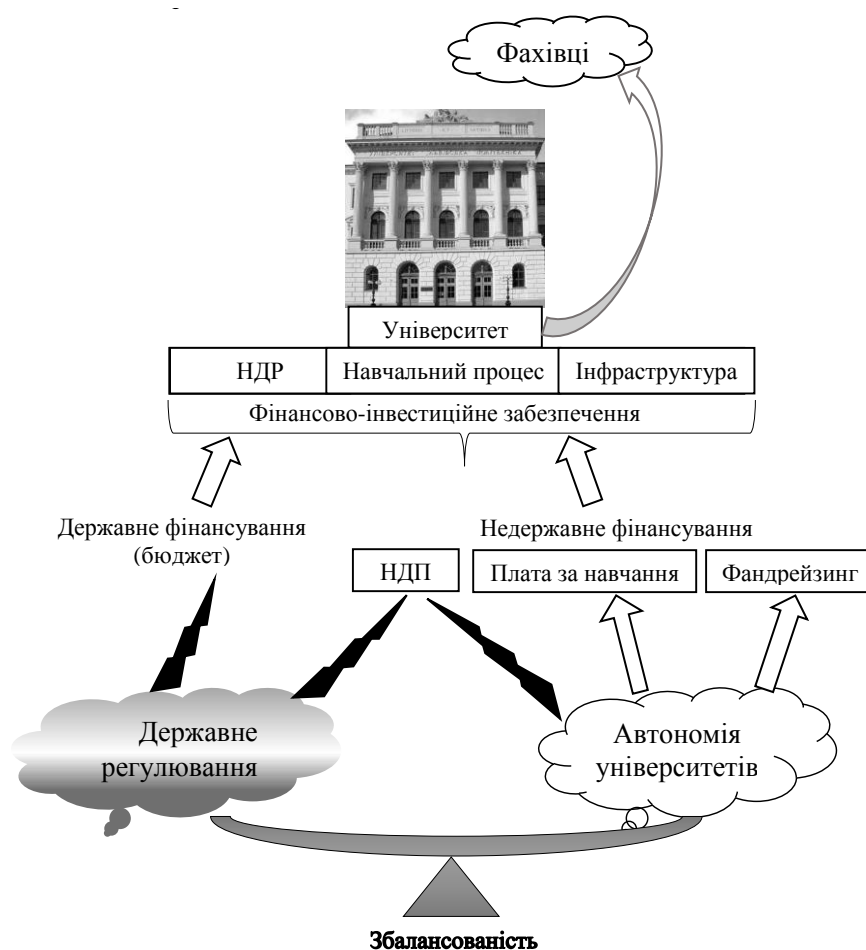 Фахівці
Університет
НДР
Навчальний процес
Інфраструктура
Фінансово-інвестиційне забезпечення
Державне фінансування
(бюджет)
Недержавне фінансування
НДП
Плата за навчання
Фандрейзинг
Державне
регулювання
Автономія
університетів
Збалансованість